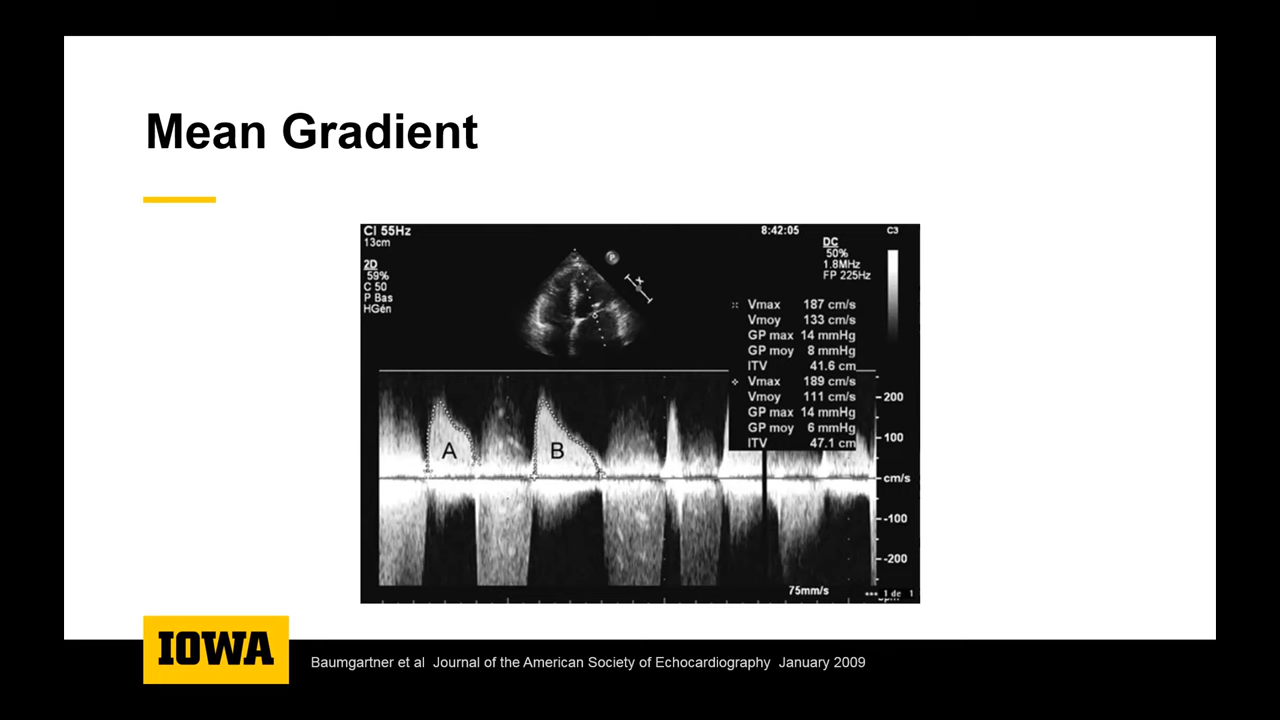 Mean Gradient
CI 55Hz
13cm
2D
59%
C 50
P Bas
HGén
P
8:42:05
C3
DC
50%
1.8MHz
FP 225Hz
Vmax 187 cm/s
Vmoy 133 cm/s
GP max 14 mmHg
GP moy 8 mmHg
ITV 41.6 cm
Vmax 189 cm/s
Vmoy 111 cm/s
GP max 14 mmHg
GP moy 6 mmHg
ITV 47.1 cm
A
B
200
100
cm/s
-100
-200
75mm/s
1 de 1
IOWA
Baumgartner et al Journal of the American Society of Echocardiography January 2009